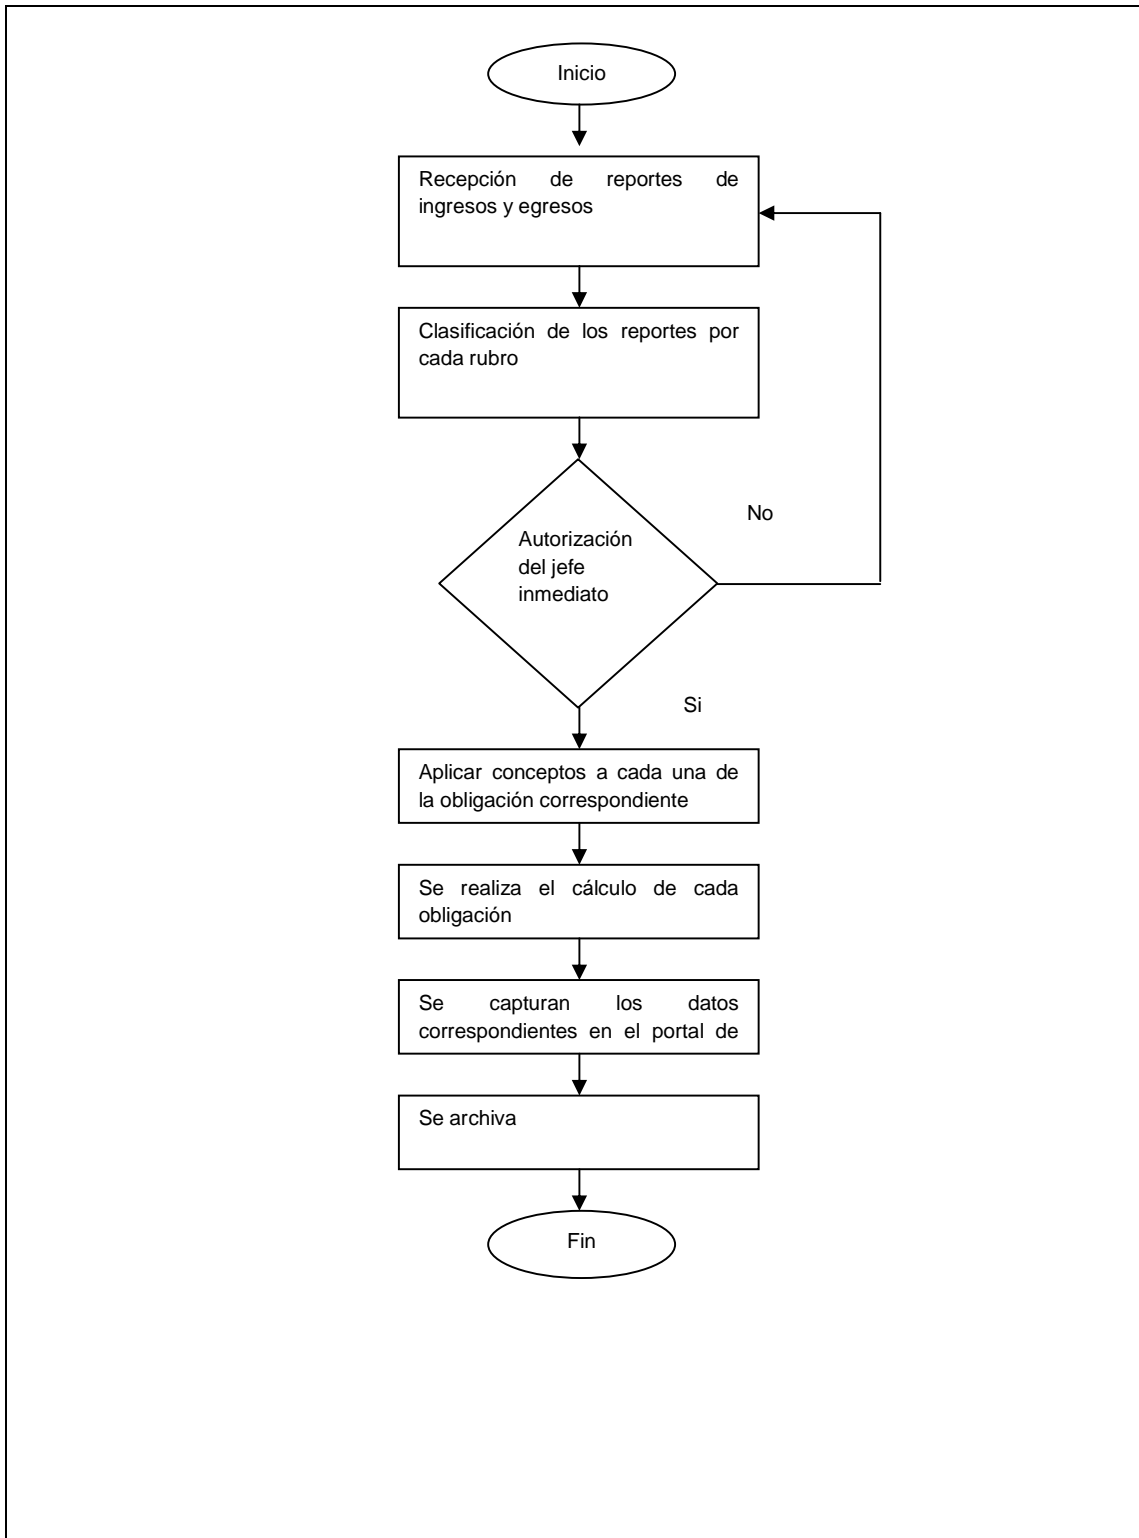 Inicio
Recepción de reportes de
ingresos y egresos
Clasificación de los reportes por
cada rubro
Autorización
del jefe
inmediato
No
Si
Aplicar conceptos a cada una de
la obligación correspondiente
Se realiza el cálculo de cada
obligación
Se capturan los datos
correspondientes en el portal de
Se archiva
Fin